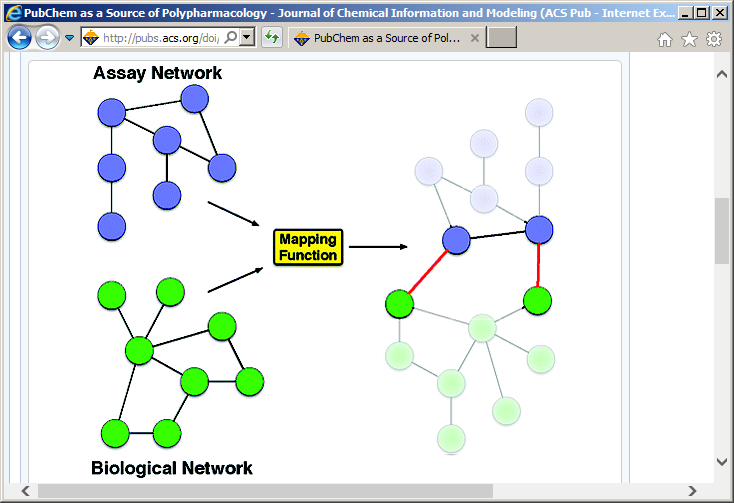 PubChem as a Source of Polypharmacology - Journal of Chemical Information and Modeling (ACS Pub - Internet Ex...
http://pubs.acs.org/doi/
PubChem as a Source of Pol...
Assay Network
Mapping
Function
Biological Network